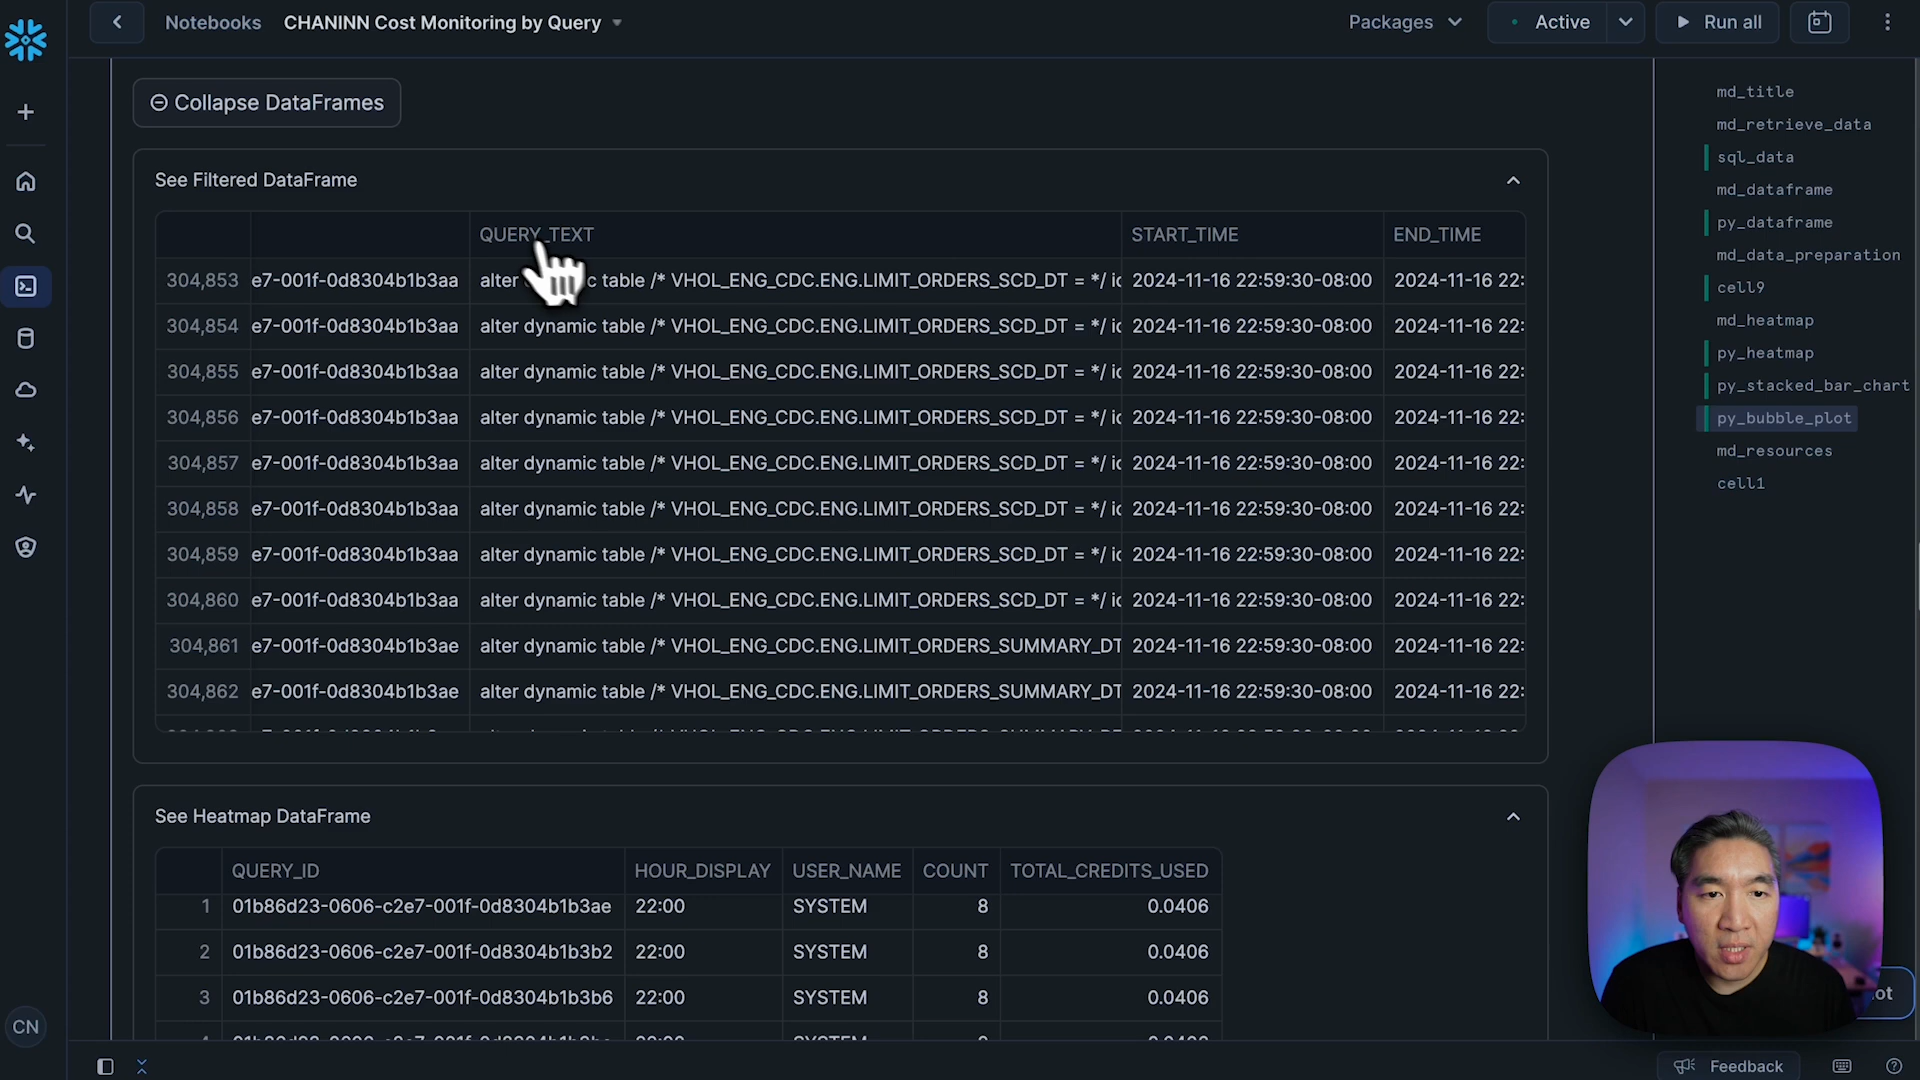 Notebooks CHANINN Cost Monitoring by Query
Packages Active Run all
Collapse DataFrames
See Filtered DataFrame
QUERY_TEXT START_TIME END_TIME
304,853 e7-001f-0d8304b1b3aa alter table /* VHOL_ENG_CDC.ENG.LIMIT_ORDERS_SCD_DT = */ ic 2024-11-16 22:59:30-08:00 2024-11-16 22:
304,854 e7-001f-0d8304b1b3aa alter dynamic table /* VHOL_ENG_CDC.ENG.LIMIT_ORDERS_SCD_DT = */ ic 2024-11-16 22:59:30-08:00 2024-11-16 22:
304,855 e7-001f-0d8304b1b3aa alter dynamic table /* VHOL_ENG_CDC.ENG.LIMIT_ORDERS_SCD_DT = */ ic 2024-11-16 22:59:30-08:00 2024-11-16 22:
304,856 e7-001f-0d8304b1b3aa alter dynamic table /* VHOL_ENG_CDC.ENG.LIMIT_ORDERS_SCD_DT = */ ic 2024-11-16 22:59:30-08:00 2024-11-16 22:
304,857 e7-001f-0d8304b1b3aa alter dynamic table /* VHOL_ENG_CDC.ENG.LIMIT_ORDERS_SCD_DT = */ ic 2024-11-16 22:59:30-08:00 2024-11-16 22:
304,858 e7-001f-0d8304b1b3aa alter dynamic table /* VHOL_ENG_CDC.ENG.LIMIT_ORDERS_SCD_DT = */ ic 2024-11-16 22:59:30-08:00 2024-11-16 22:
304,859 e7-001f-0d8304b1b3aa alter dynamic table /* VHOL_ENG_CDC.ENG.LIMIT_ORDERS_SCD_DT = */ ic 2024-11-16 22:59:30-08:00 2024-11-16 22:
304,860 e7-001f-0d8304b1b3aa alter dynamic table /* VHOL_ENG_CDC.ENG.LIMIT_ORDERS_SCD_DT = */ ic 2024-11-16 22:59:30-08:00 2024-11-16 22:
304,861 e7-001f-0d8304b1b3ae alter dynamic table /* VHOL_ENG_CDC.ENG.LIMIT_ORDERS_SUMMARY_DT 2024-11-16 22:59:30-08:00 2024-11-16 22:
304,862 e7-001f-0d8304b1b3ae alter dynamic table /* VHOL_ENG_CDC.ENG.LIMIT_ORDERS_SUMMARY_DT 2024-11-16 22:59:30-08:00 2024-11-16 22:
See Heatmap DataFrame
QUERY_ID HOUR_DISPLAY USER_NAME COUNT TOTAL_CREDITS_USED
1 01b86d23-0606-c2e7-001f-0d8304b1b3ae 22:00 SYSTEM 8 0.0406
2 01b86d23-0606-c2e7-001f-0d8304b1b3b2 22:00 SYSTEM 8 0.0406
3 01b86d23-0606-c2e7-001f-0d8304b1b3b6 22:00 SYSTEM 8 0.0406
md_title
md_retrieve_data
sql_data
md_dataframe
py_dataframe
md_data_preparation
cell9
md_heatmap
py_heatmap
py_stacked_bar_chart
py_bubble_plot
md_resources
cell1
ot
CN
Feedback